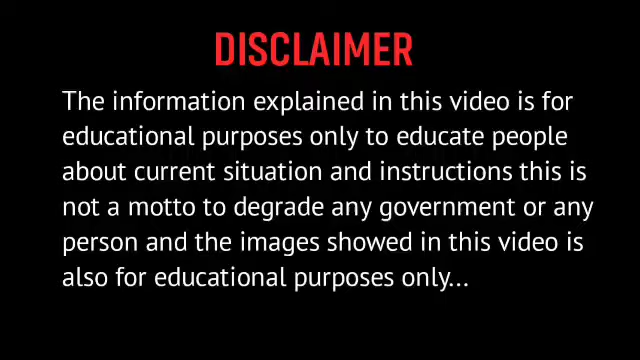 DISCLAIMER
The information explained in this video is for
educational purposes only to educate people
about current situation and instructions this is
not a motto to degrade any government or any
person and the images showed in this video is
also for educational purposes only...